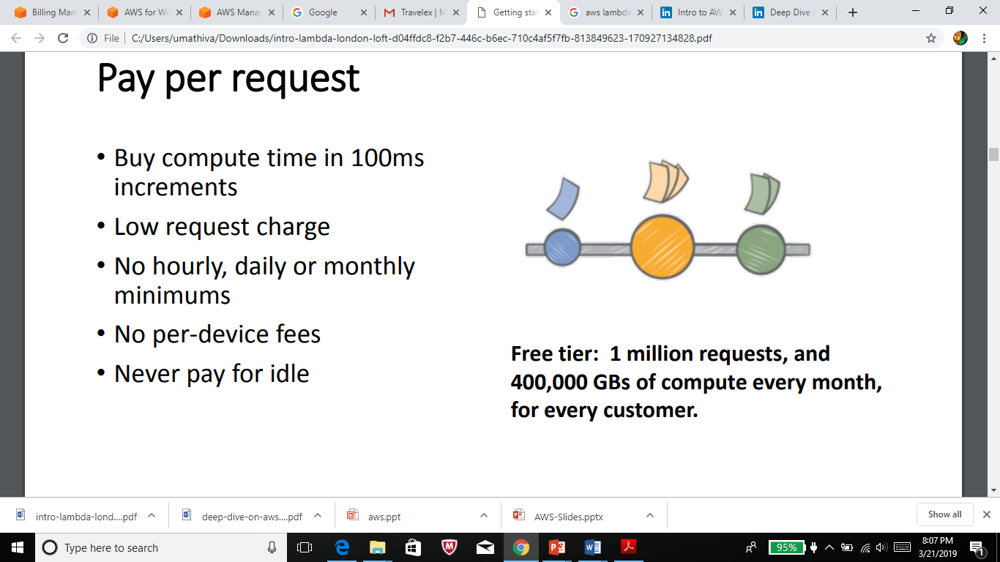 Billing Mana
AWS for Wi
AWS Manag
Google
Travelex | M
Getting star
aws lambda
Intro to AW
Deep Dive o
File
C:/Users/umathiva/Downloads/intro-lambda-london-loft-d04ffdc8-f2b7-446c-b6ec-710c4af5f7fb-813849623-170927134828.pdf
Pay per request
• Buy compute time in 100ms
increments
• Low request charge
• No hourly, daily or monthly
minimums
• No per-device fees
• Never pay for idle
Free tier: 1 million requests, and
400,000 GBs of compute every month,
for every customer.
intro-lambda-lond....pdf
deep-dive-on-aws....pdf
aws.ppt
AWS-Slides.pptx
Show all
Type here to search
95%
8:07 PM
3/21/2019
1